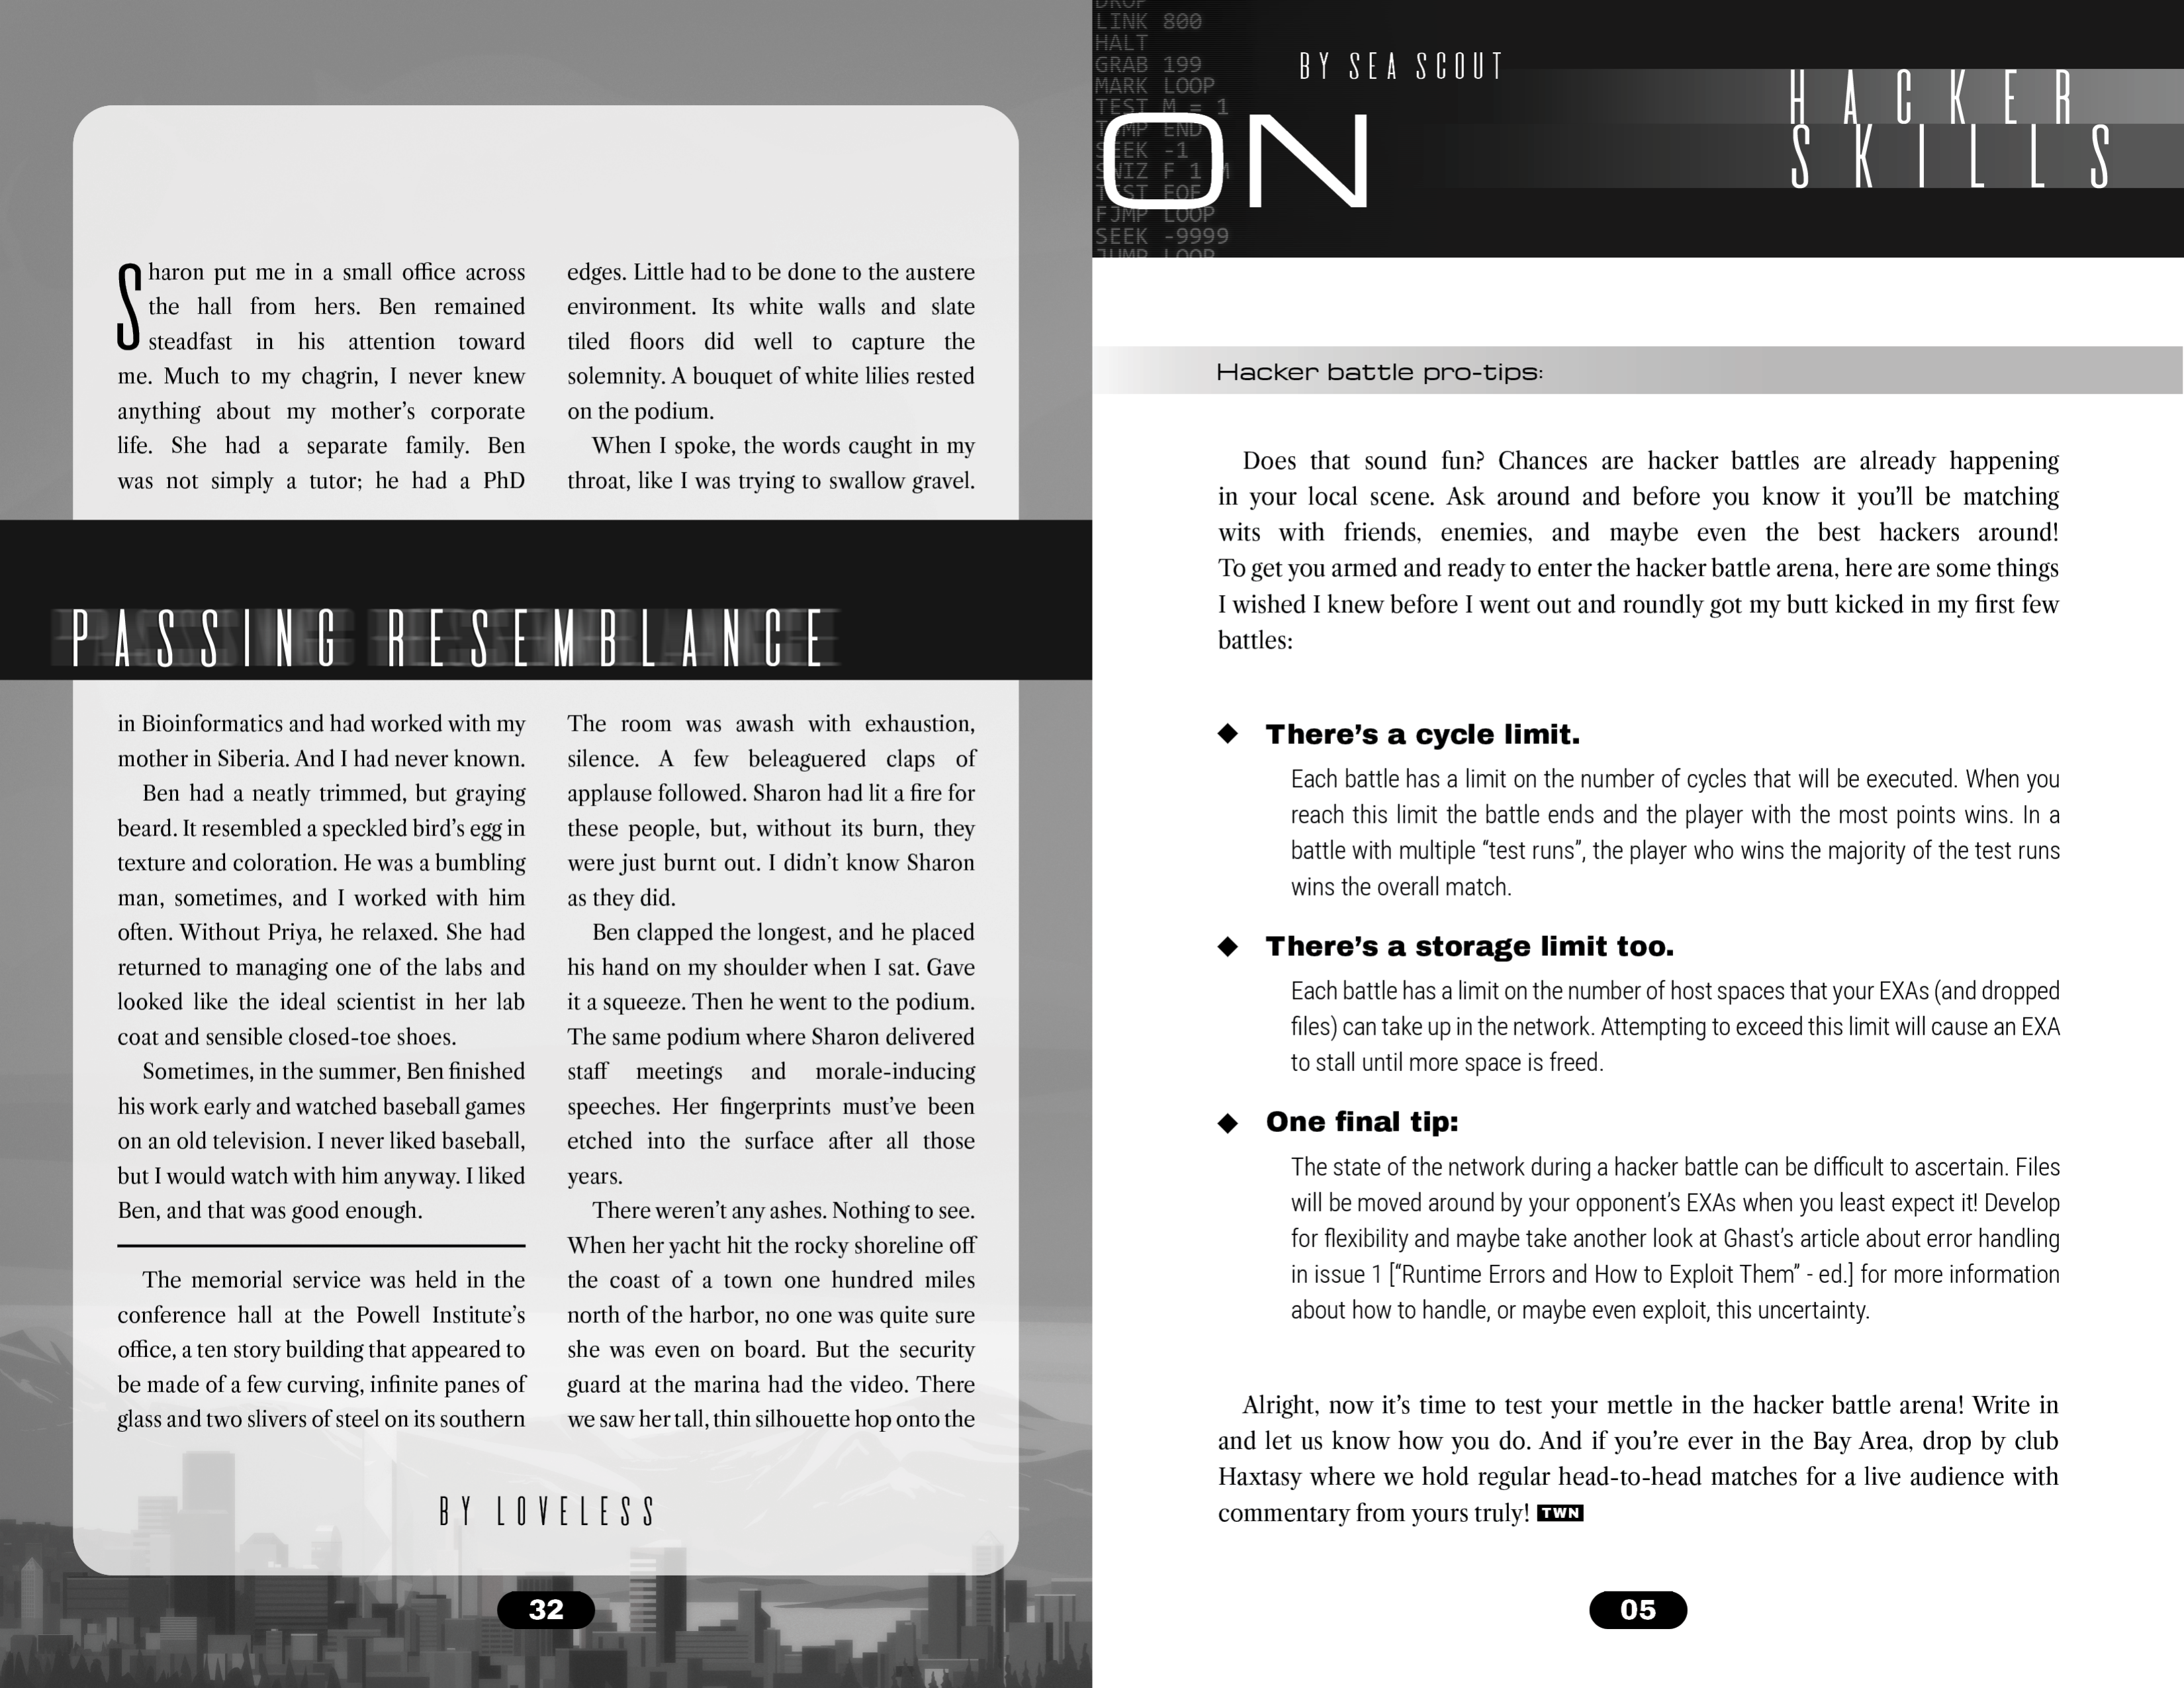 Sharon put me in a small office across
the hall from hers. Ben remained
steadfast in his attention toward
me. Much to my chagrin, I never knew
anything about my mother's corporate
life. She had a separate family. Ben
was not simply a tutor; he had a PhD
PASSING RESEMBLANCE
in Bioinformatics and had worked with my
mother in Siberia. And I had never known.
Ben had a neatly trimmed, but graying
beard. It resembled a speckled bird's egg in
texture and coloration. He was a bumbling
man, sometimes, and I worked with him
often. Without Priya, he relaxed. She had
returned to managing one of the labs and
looked like the ideal scientist in her lab
coat and sensible closed-toe shoes.
Sometimes, in the summer, Ben finished
his work early and watched baseball games
on an old television. I never liked baseball,
but I would watch with him anyway. I liked
Ben, and that was good enough.
The memorial service was held in the
conference hall at the Powell Institute's
office, a ten story building that appeared to
be made of a few curving, infinite panes of
glass and two slivers of steel on its southern
edges. Little had to be done to the austere
environment. Its white walls and slate
tiled floors did well to capture the
solemnity. A bouquet of white lilies rested
on the podium.
When I spoke, the words caught in my
throat, like I was trying to swallow gravel.
The room was awash with exhaustion,
silence. A few beleaguered claps of
applause followed. Sharon had lit a fire for
these people, but, without its burn, they
were just burnt out. I didn't know Sharon
as they did.
Ben clapped the longest, and he placed
his hand on my shoulder when I sat. Gave
it a squeeze. Then he went to the podium.
The same podium where Sharon delivered
staff meetings and morale-inducing
speeches. Her fingerprints must've been
etched into the surface after all those
years.
There weren't any ashes. Nothing to see.
When her yacht hit the rocky shoreline off
the coast of a town one hundred miles
north of the harbor, no one was quite sure
she was even on board. But the security
guard at the marina had the video. There
we saw her tall, thin silhouette hop onto the
BY LOVELESS
32
DROP
LINK 800
HALT
GRAB 199
MARK LOOP
TEST M = 1
TJMP END
SEEK -1
SWIZ F 1 M
TEST EOF
FJMP LOOP
SEEK -9999
JUMP LOOP
BY SEA SCOUT
ON
HACKER
SKILLS
Hacker battle pro-tips:
Does that sound fun? Chances are hacker battles are already happening
in your local scene. Ask around and before you know it you'll be matching
wits with friends, enemies, and maybe even the best hackers around!
To get you armed and ready to enter the hacker battle arena, here are some things
I wished I knew before I went out and roundly got my butt kicked in my first few
battles:
◆ There's a cycle limit.
Each battle has a limit on the number of cycles that will be executed. When you
reach this limit the battle ends and the player with the most points wins. In a
battle with multiple "test runs", the player who wins the majority of the test runs
wins the overall match.
◆ There's a storage limit too.
Each battle has a limit on the number of host spaces that your EXAs (and dropped
files) can take up in the network. Attempting to exceed this limit will cause an EXA
to stall until more space is freed.
◆ One final tip:
The state of the network during a hacker battle can be difficult to ascertain. Files
will be moved around by your opponent's EXAs when you least expect it! Develop
for flexibility and maybe take another look at Ghast's article about error handling
in issue 1 ["Runtime Errors and How to Exploit Them" - ed.] for more information
about how to handle, or maybe even exploit, this uncertainty.
Alright, now it's time to test your mettle in the hacker battle arena! Write in
and let us know how you do. And if you're ever in the Bay Area, drop by club
Haxtasy where we hold regular head-to-head matches for a live audience with
commentary from yours truly! TWN
05